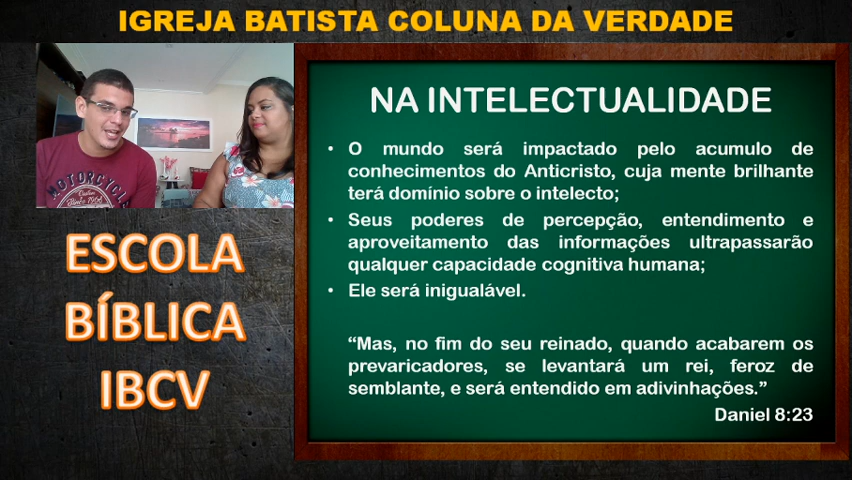 IGREJA BATISTA COLUNA DA VERDADE
MOTORCYCLE
ESCOLA
BÍBLICA
IBCV
NA INTELECTUALIDADE
• O mundo será impactado pelo acumulo de
conhecimentos do Anticristo, cuja mente brilhante
terá domínio sobre o intelecto;
• Seus poderes de percepção, entendimento e
aproveitamento das informações ultrapassarão
qualquer capacidade cognitiva humana;
• Ele será inigualável.
“Mas, no fim do seu reinado, quando acabarem os
prevaricadores, se levantará um rei, feroz de
semblante, e será entendido em adivinhações.”
Daniel 8:23